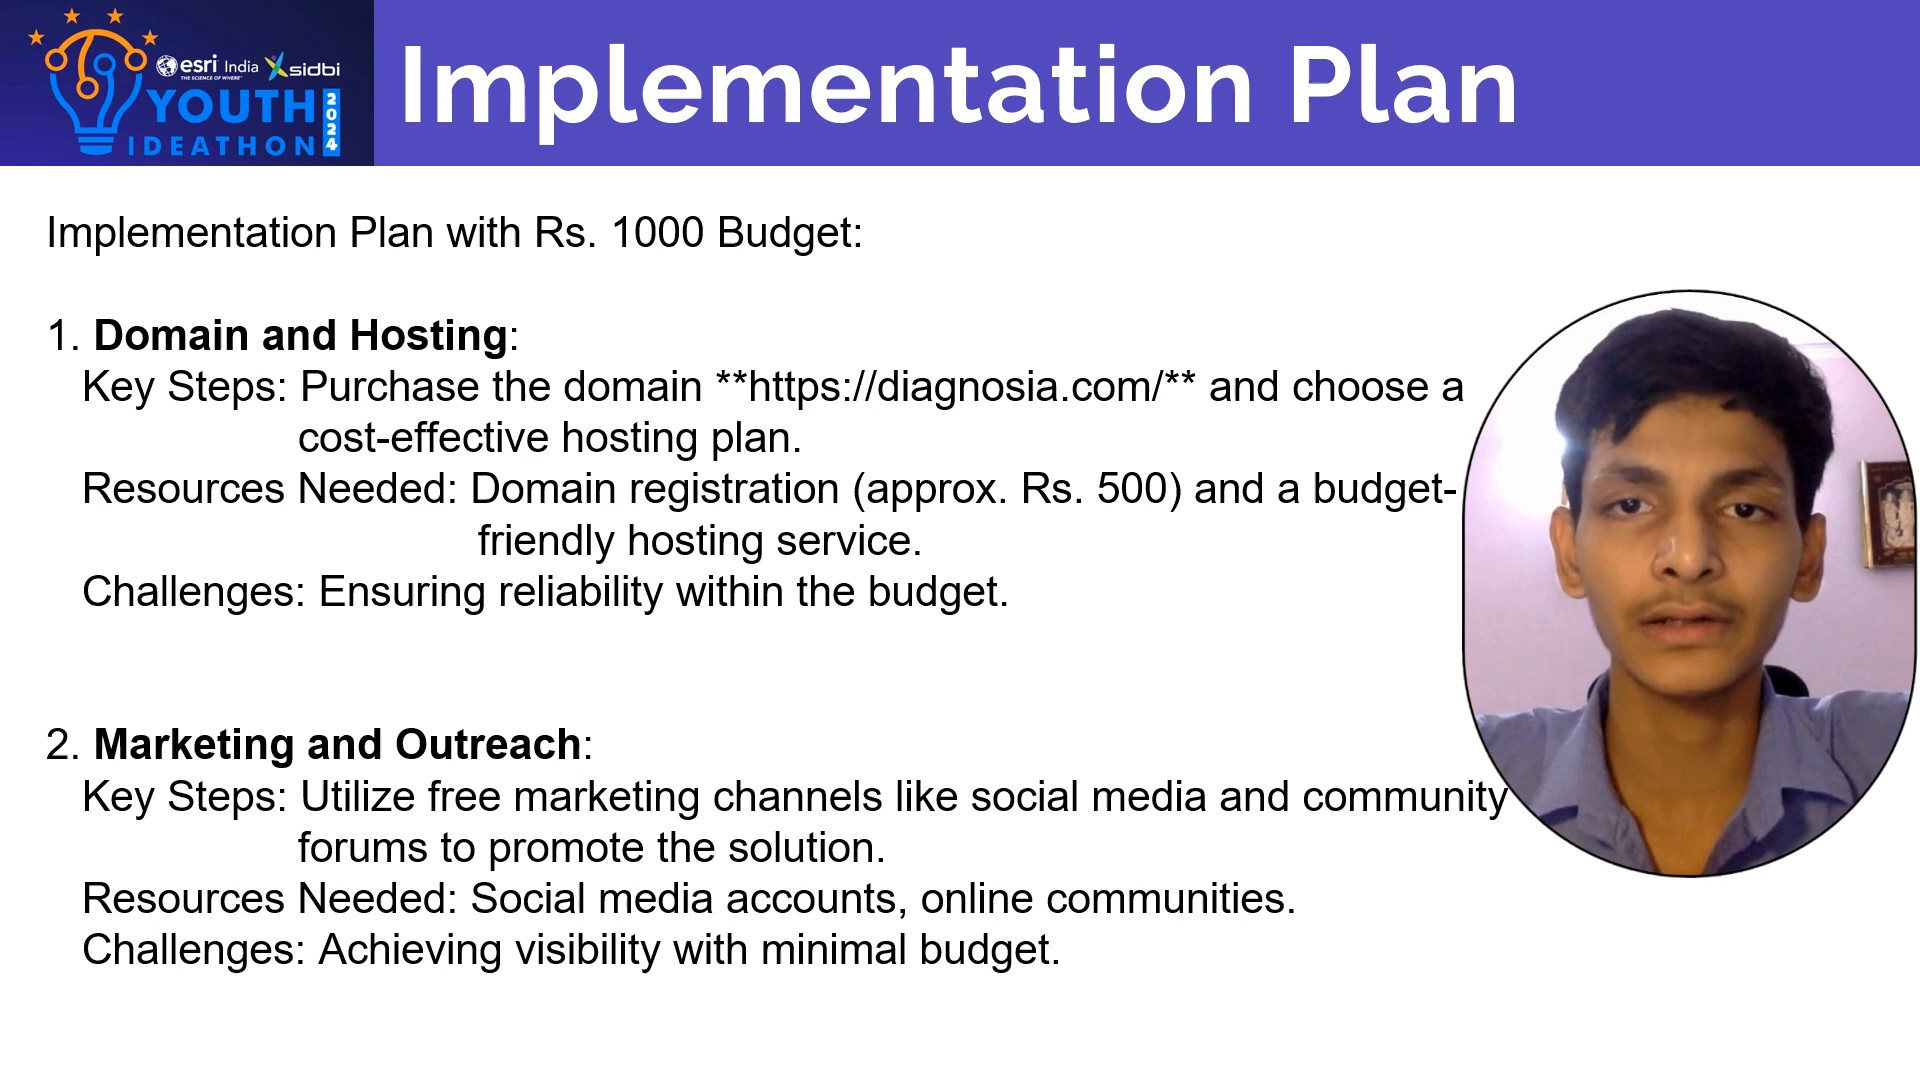 esri India
THE SCIENCE OF WHERE
sidbi
YOUTH
IDEATHON
2024
Implementation Plan
Implementation Plan with Rs. 1000 Budget:
1. Domain and Hosting:
Key Steps: Purchase the domain **https://diagnosia.com/** and choose a
cost-effective hosting plan.
Resources Needed: Domain registration (approx. Rs. 500) and a budget-
friendly hosting service.
Challenges: Ensuring reliability within the budget.
2. Marketing and Outreach:
Key Steps: Utilize free marketing channels like social media and community
forums to promote the solution.
Resources Needed: Social media accounts, online communities.
Challenges: Achieving visibility with minimal budget.